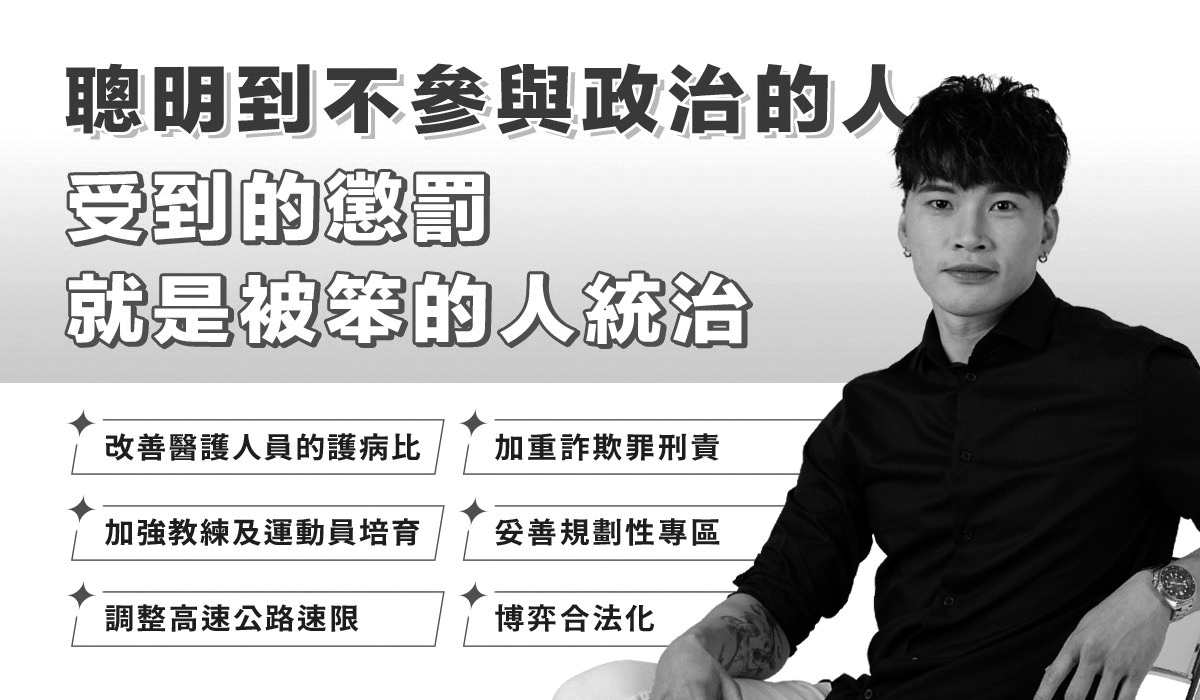 聰明到不參與政治的人
受到的懲罰
就是被笨的人統治
改善醫護人員的護病比
加重詐欺罪刑責
加強教練及運動員培育
妥善規劃性專區
調整高速公路速限
博弈合法化